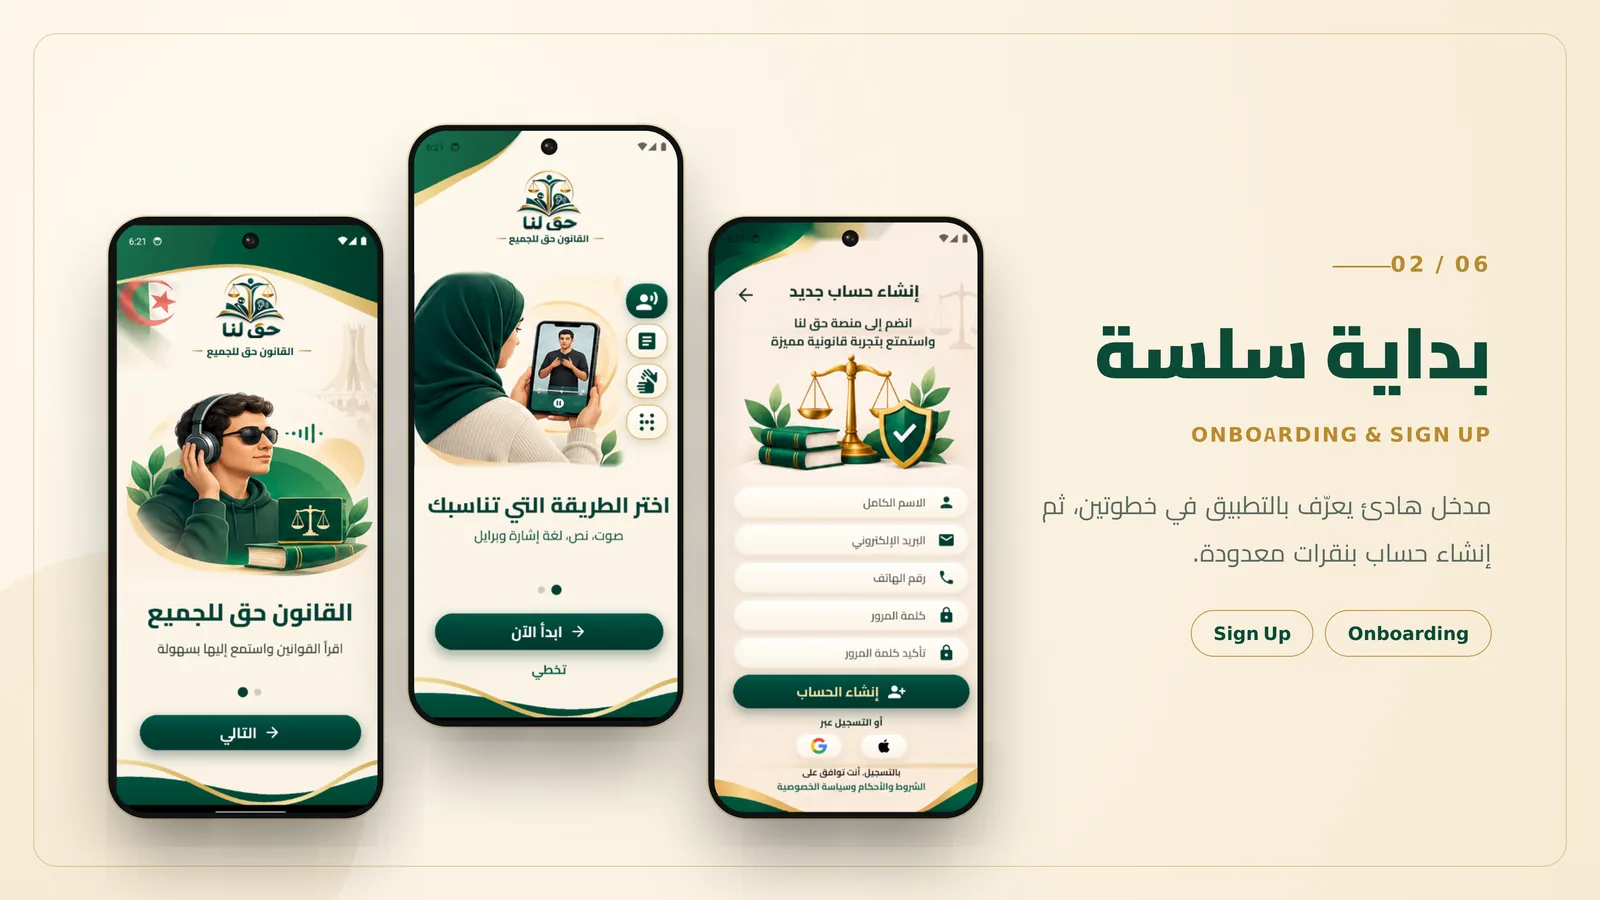 02 / 06
بداية سلسة
ONBOARDING & SIGN UP
مدخل هادئ يعرّف بالتطبيق في خطوتين، ثم
إنشاء حساب بنقرات معدودة.
Onboarding
Sign Up
إنشاء حساب جديد
انضم إلى منصة حق لنا
واستمتع بتجربة قانونية مميزة
الاسم الكامل
البريد الإلكتروني
رقم الهاتف
كلمة المرور
تأكيد كلمة المرور
إنشاء الحساب
أو التسجيل عبر
بالتسجيل، أنت توافق على
الشروط والأحكام وسياسة الخصوصية
6:21
حق لنا
القانون حق للجميع
اختر الطريقة التي تناسبك
صوت، نص، لغة إشارة وبرايل
ابدأ الآن
تخطي
6:21
حق لنا
القانون حق للجميع
القانون حق للجميع
اقرأ القوانين واستمع إليها بسهولة
التالي